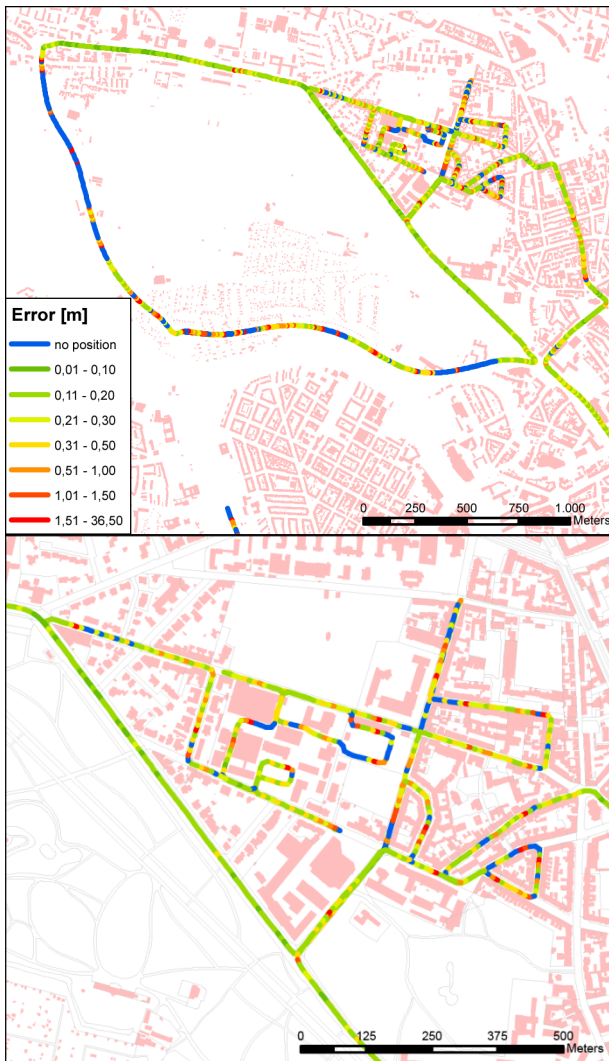 Error [m]
no position
0,01 - 0,10
0,11 - 0,20
0,21 - 0,30
0,31 - 0,50
0,51 - 1,00
1,01 - 1,50
1,51 - 36,50
0 250 500 750 1.000
Meters
0 125 250 375 500
Meters